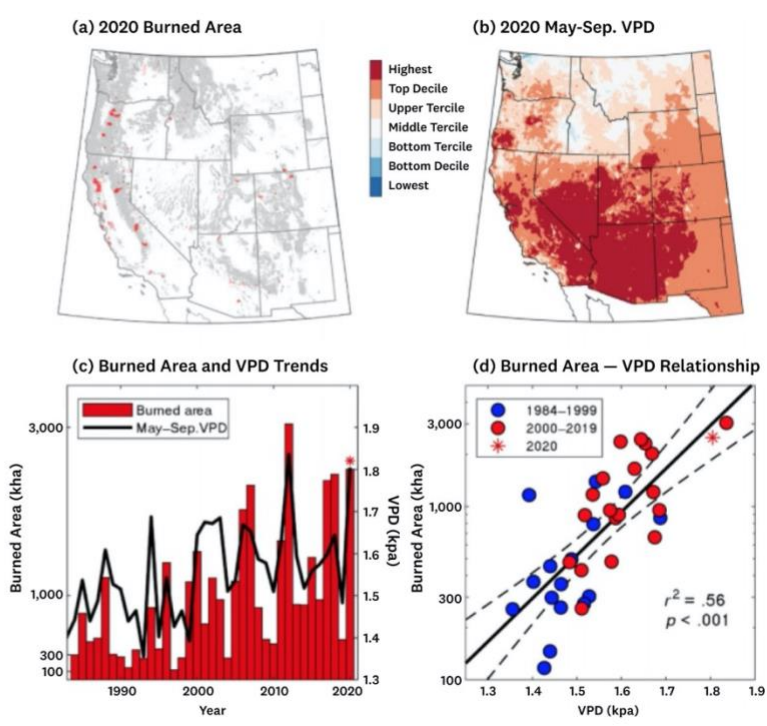 (a) 2020 Burned Area
(b) 2020 May-Sep. VPD
Highest
Top Decile
Upper Tercile
Middle Tercile
Bottom Tercile
Bottom Decile
Lowest
(c) Burned Area and VPD Trends
Burned area
May–Sep.VPD
Burned Area (kha)
3,000
1,000
300
100
VPD (kpa)
1.9
1.8
1.7
1.6
1.5
1.4
1.3
1990
2000
2010
2020
Year
(d) Burned Area — VPD Relationship
1984–1999
2000–2019
2020
Burned Area (kha)
3,000
1,000
300
100
r² = .56
p < .001
1.3
1.4
1.5
1.6
1.7
1.8
1.9
VPD (kpa)